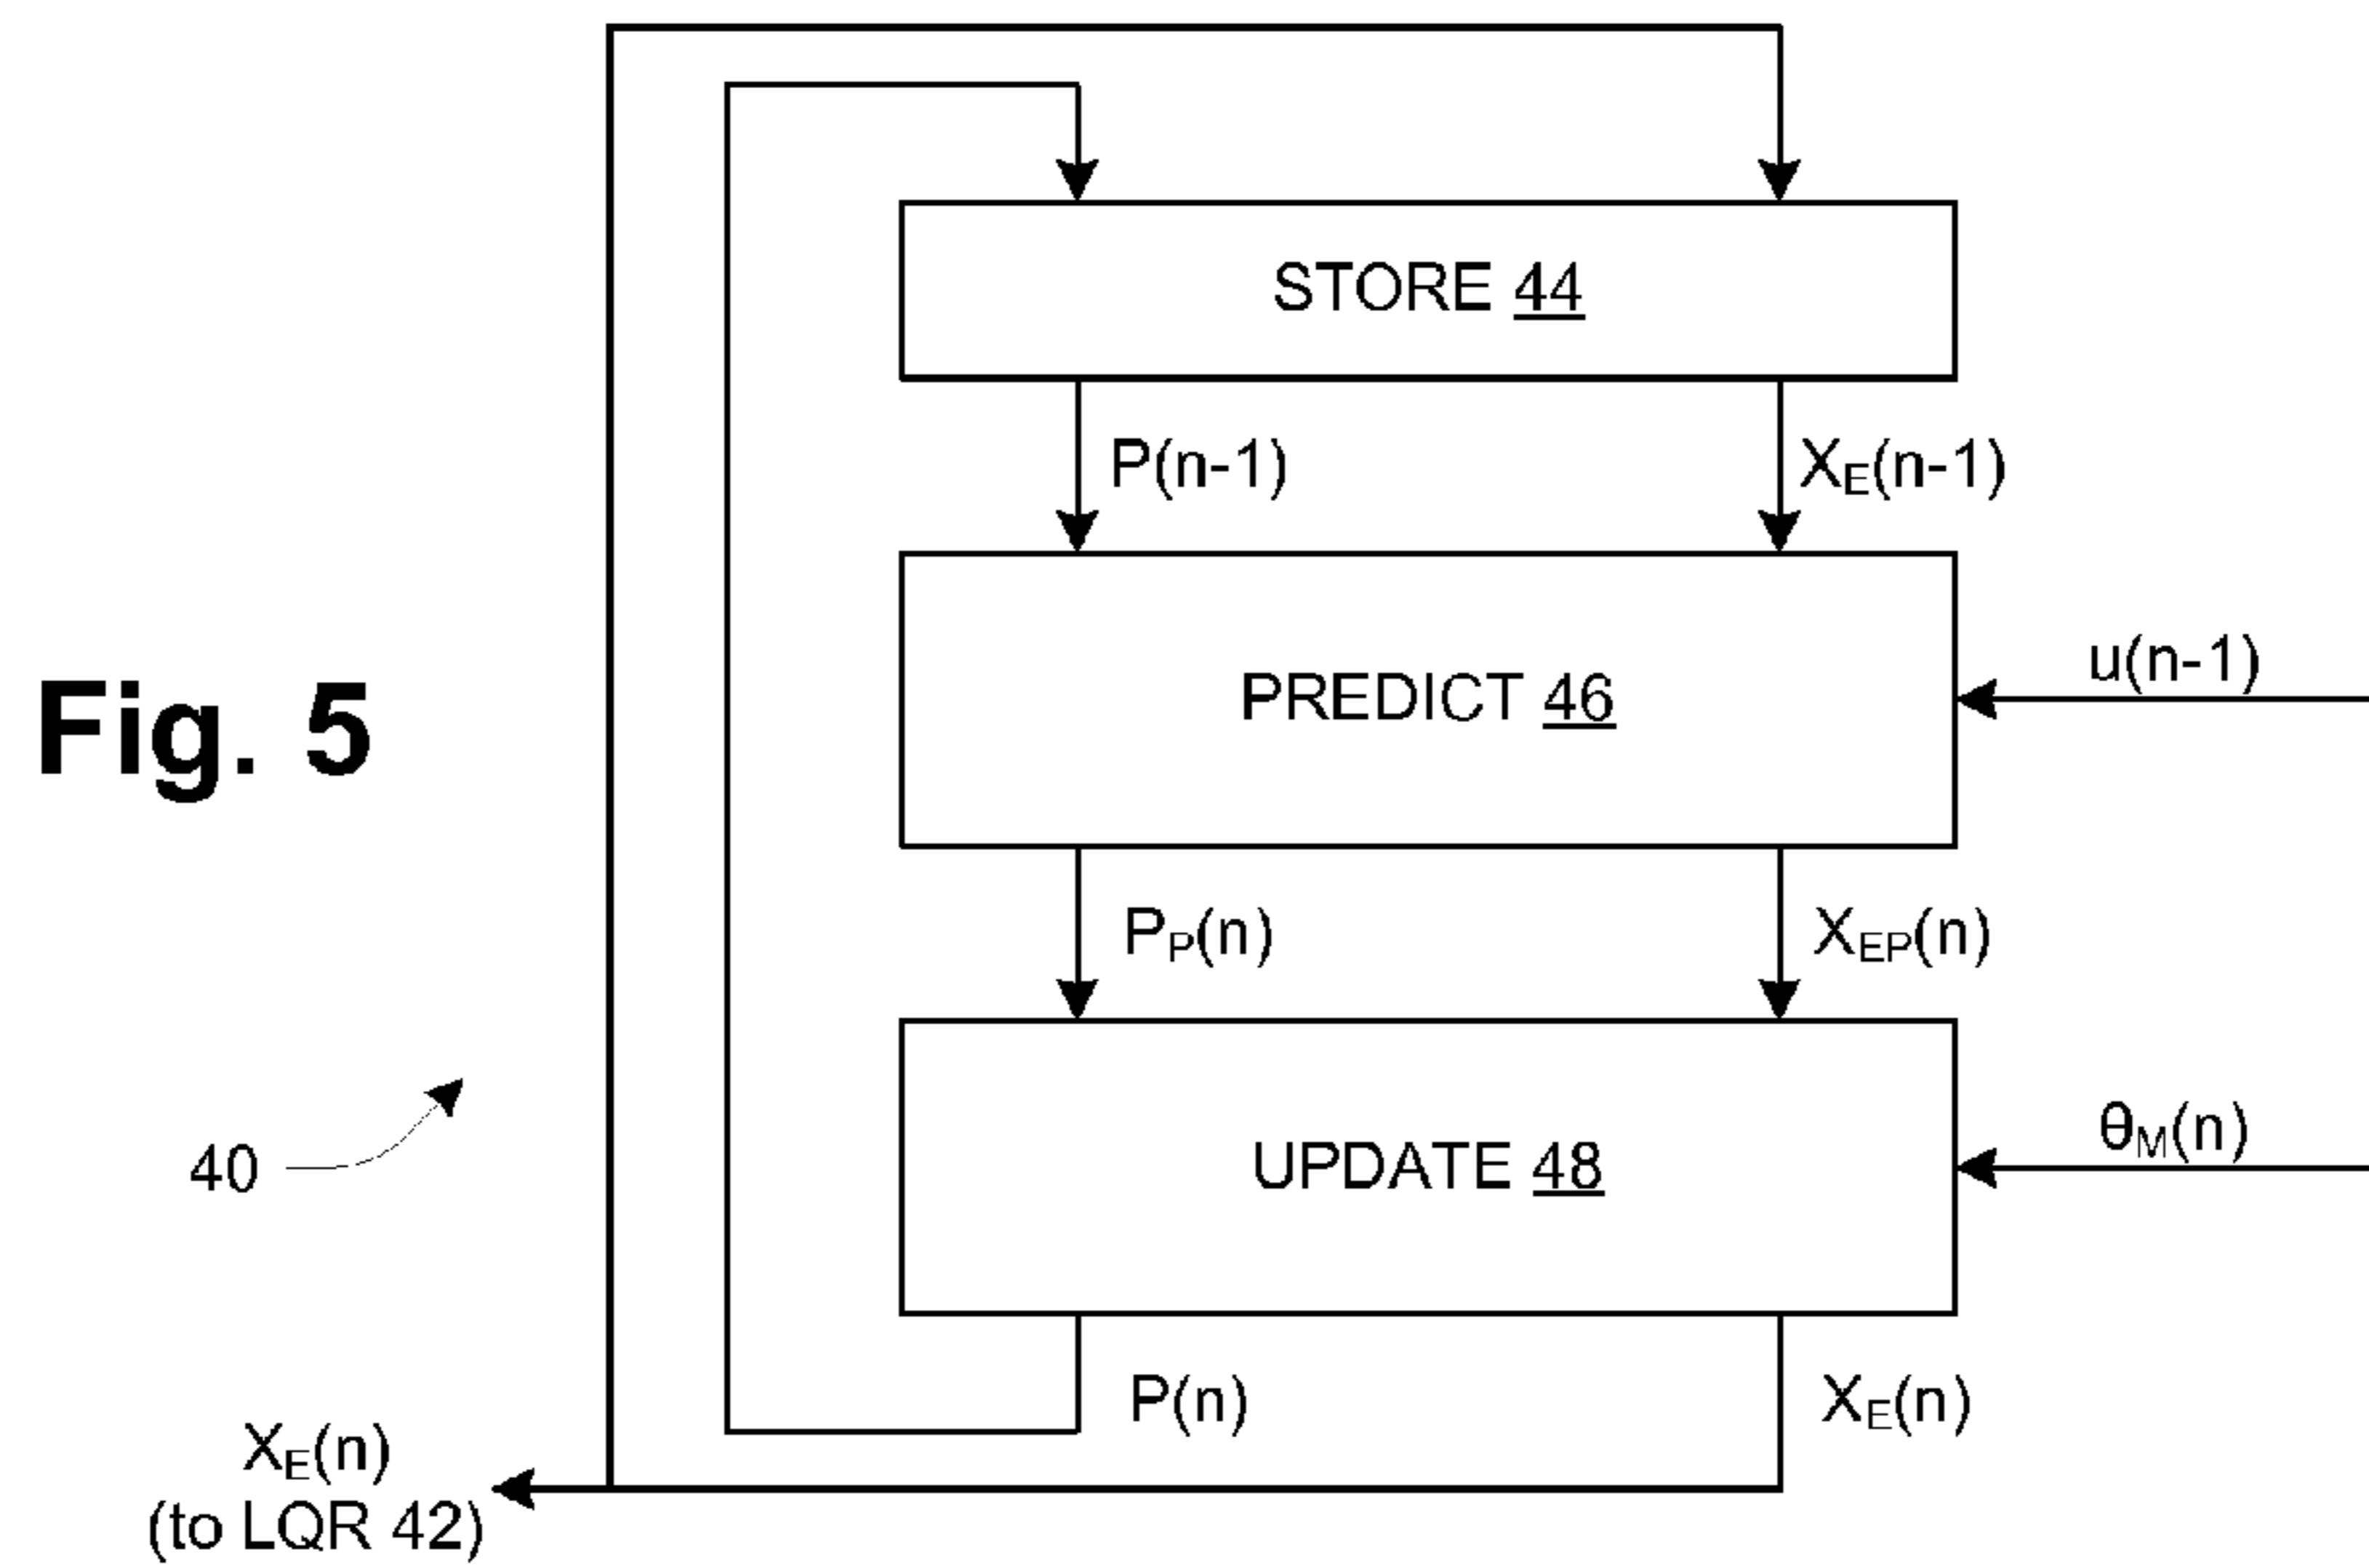 STORE 44
P(n-1)
XE(n-1)
u(n-1)
PREDICT 46
Fig. 5
PP(n)
XEP(n)
θM(n)
UPDATE 48
40
P(n)
XE(n)
XE(n)
(to LQR 42)